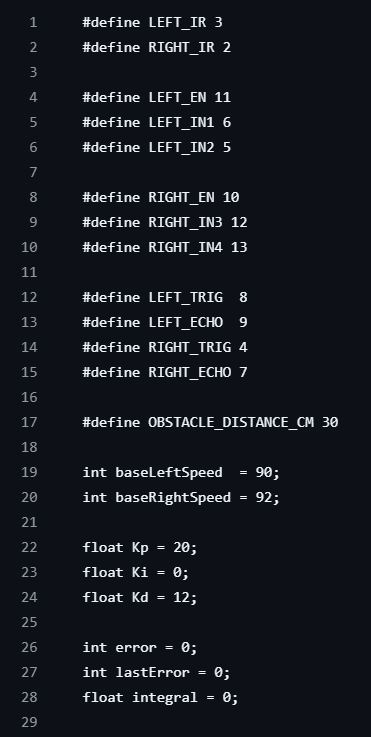 1 #define LEFT_IR 3
2 #define RIGHT_IR 2
3
4 #define LEFT_EN 11
5 #define LEFT_IN1 6
6 #define LEFT_IN2 5
7
8 #define RIGHT_EN 10
9 #define RIGHT_IN3 12
10 #define RIGHT_IN4 13
11
12 #define LEFT_TRIG  8
13 #define LEFT_ECHO  9
14 #define RIGHT_TRIG 4
15 #define RIGHT_ECHO 7
16
17 #define OBSTACLE_DISTANCE_CM 30
18
19 int baseLeftSpeed  = 90;
20 int baseRightSpeed = 92;
21
22 float Kp = 20;
23 float Ki = 0;
24 float Kd = 12;
25
26 int error = 0;
27 int lastError = 0;
28 float integral = 0;
29